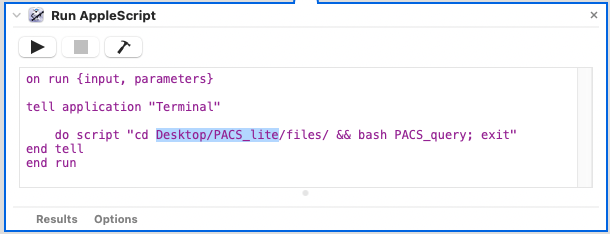 Run AppleScript
on run {input, parameters}
tell application "Terminal"
do script "cd Desktop/PACS_lite/files/ && bash PACS_query; exit"
end tell
end run
Results Options